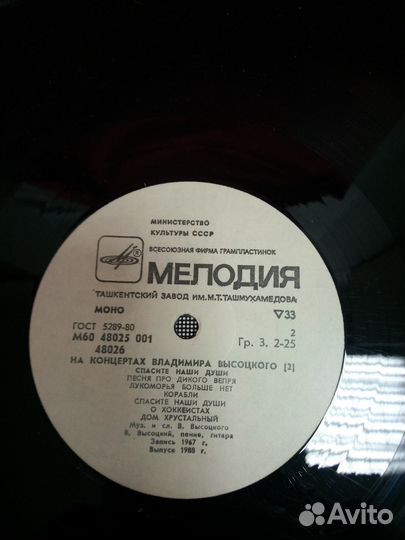 МИНИСТЕРСТВО
КУЛЬТУРЫ СССР
ВСЕСОЮЗНАЯ ФИРМА ГРАМПЛАСТИНОК
МЕЛОДИЯ
ТАШКЕНТСКИЙ ЗАВОД ИМ. М.Т. ТАШМУХАМЕДОВА
МОНО ▽33
ГОСТ 5289-80 2
М60 48025 001 Гр. 3. 2-25
48026
НА КОНЦЕРТАХ ВЛАДИМИРА ВЫСОЦКОГО [2]
СПАСИТЕ НАШИ ДУШИ
ПЕСНЯ ПРО ДИКОГО ВЕПРЯ
ЛУКОМОРЬЯ БОЛЬШЕ НЕТ
КОРАБЛИ
СПАСИТЕ НАШИ ДУШИ
О ХОККЕИСТАХ
ДОМ ХРУСТАЛЬНЫЙ
Муз. и сл. В. Высоцкого
В. Высоцкий, пение, гитара
Запись 1967 г.
Выпуск 1988 г.
Avito